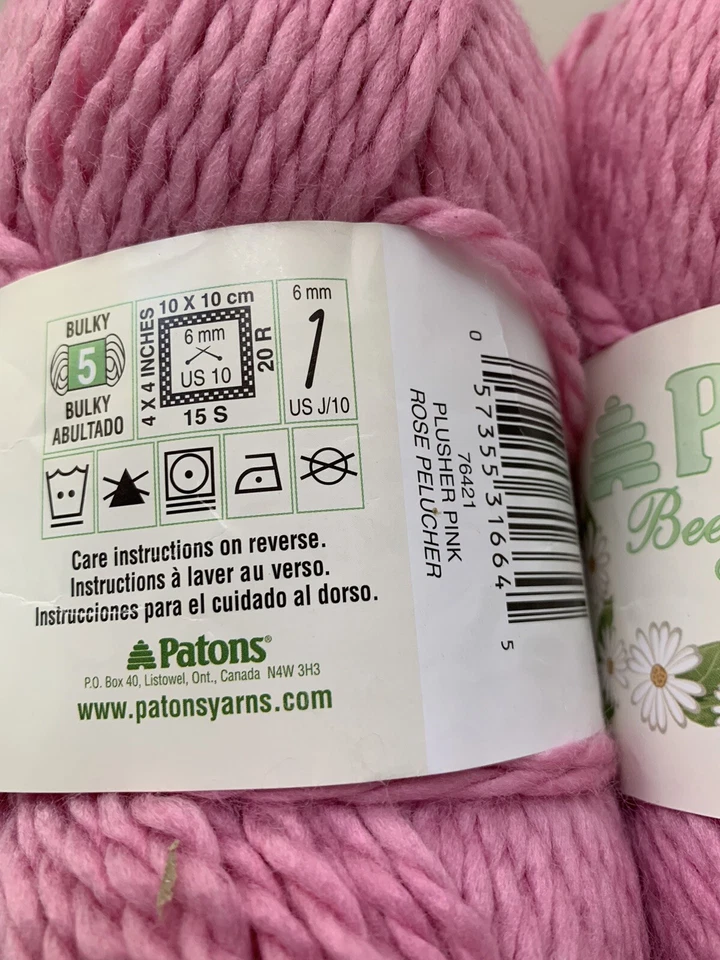 BULKY
5
BULKY
ABULTADO
10 X 10 cm
4 X 4 INCHES
6 mm
US 10
20 R
15 S
6 mm
US J/10
Care instructions on reverse.
Instructions à laver au verso.
Instrucciones para el cuidado al dorso.
Patons®
P.O. Box 40, Listowel, Ont., Canada N4W 3H3
www.patonsyarns.com
76421
PLUSHER PINK
ROSE PELUCHER
0 57355 31664 5
P
Bee